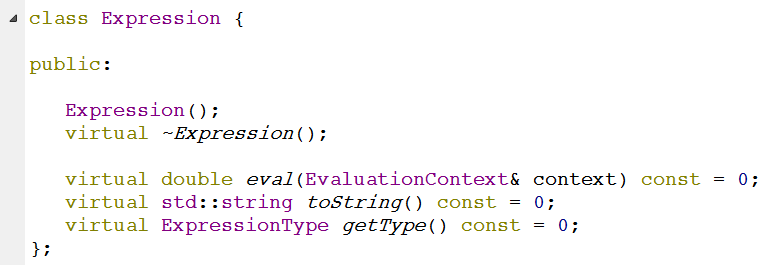 class Expression {
public:
Expression();
virtual ~Expression();
virtual double eval(EvaluationContext& context) const = 0;
virtual std::string toString() const = 0;
virtual ExpressionType getType() const = 0;
};